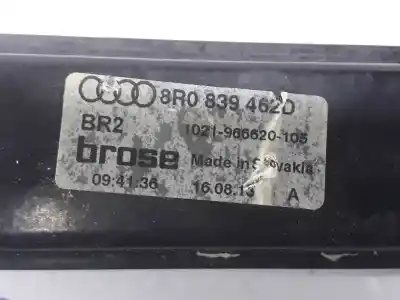 8R0 839 462D
BR2 1021-966620-105
brose Made in Slovakia
09:41:36 16.08.13 A